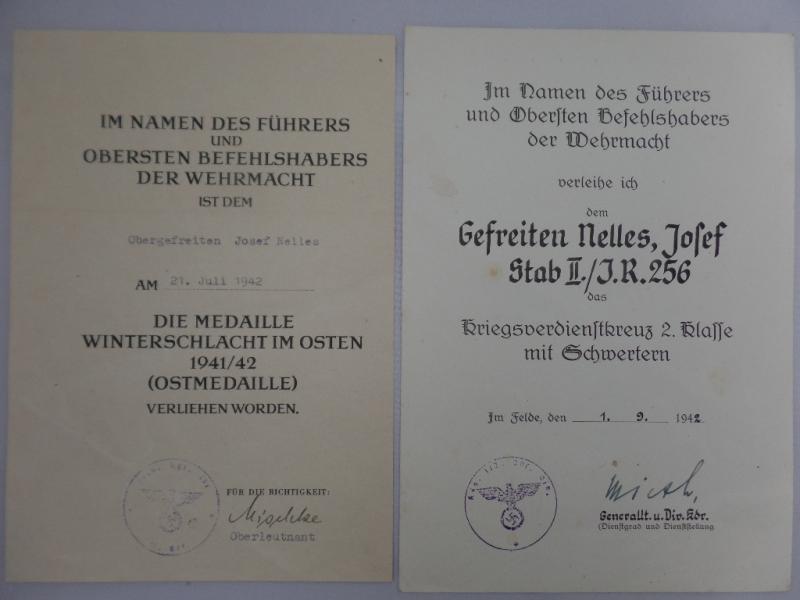 IM NAMEN DES FÜHRERS
UND
OBERSTEN BEFEHLSHABERS
DER WEHRMACHT
IST DEM
Obergefreiten Josef Nelles
AM 21. Juli 1942
DIE MEDAILLE
WINTERSCHLACHT IM OSTEN
1941/42
(OSTMEDAILLE)
VERLIEHEN WORDEN.
FÜR DIE RICHTIGKEIT:
Oberleutnant
Im Namen des Führers
und Obersten Befehlshabers
der Wehrmacht
verleihe ich
dem
Gefreiten Nelles, Josef
Stab II./J.R.256
das
Kriegsverdienstkreuz 2. Klasse
mit Schwertern
Im Felde, den 1. 9. 1942
Generallt. u. Div. Kdr.
(Dienstgrad und Dienststellung